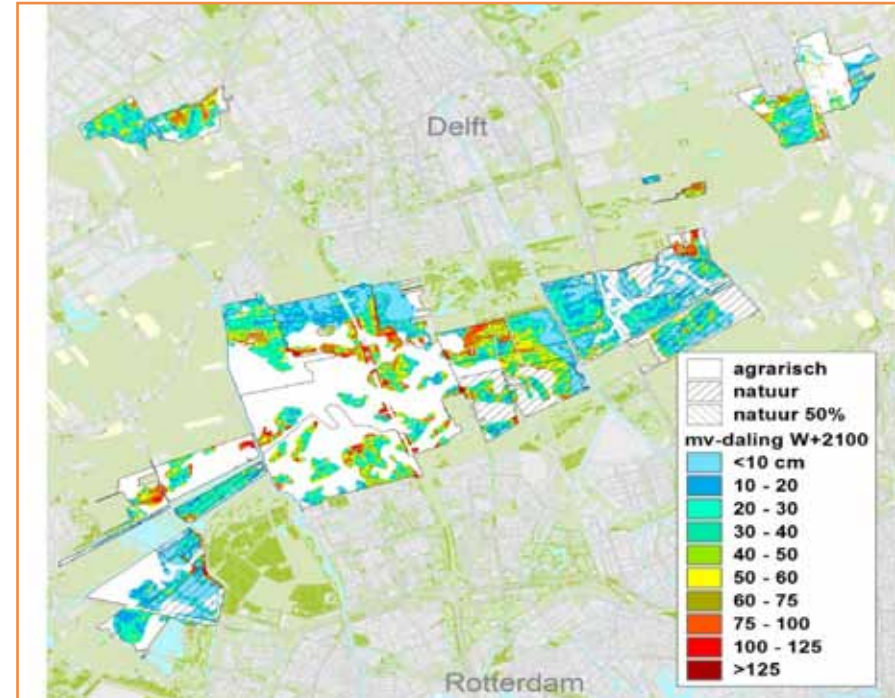 Delft
agrarisch
natuur
natuur 50%
mv-daling W+2100
<10 cm
10 - 20
20 - 30
30 - 40
40 - 50
50 - 60
60 - 75
75 - 100
100 - 125
>125
Rotterdam